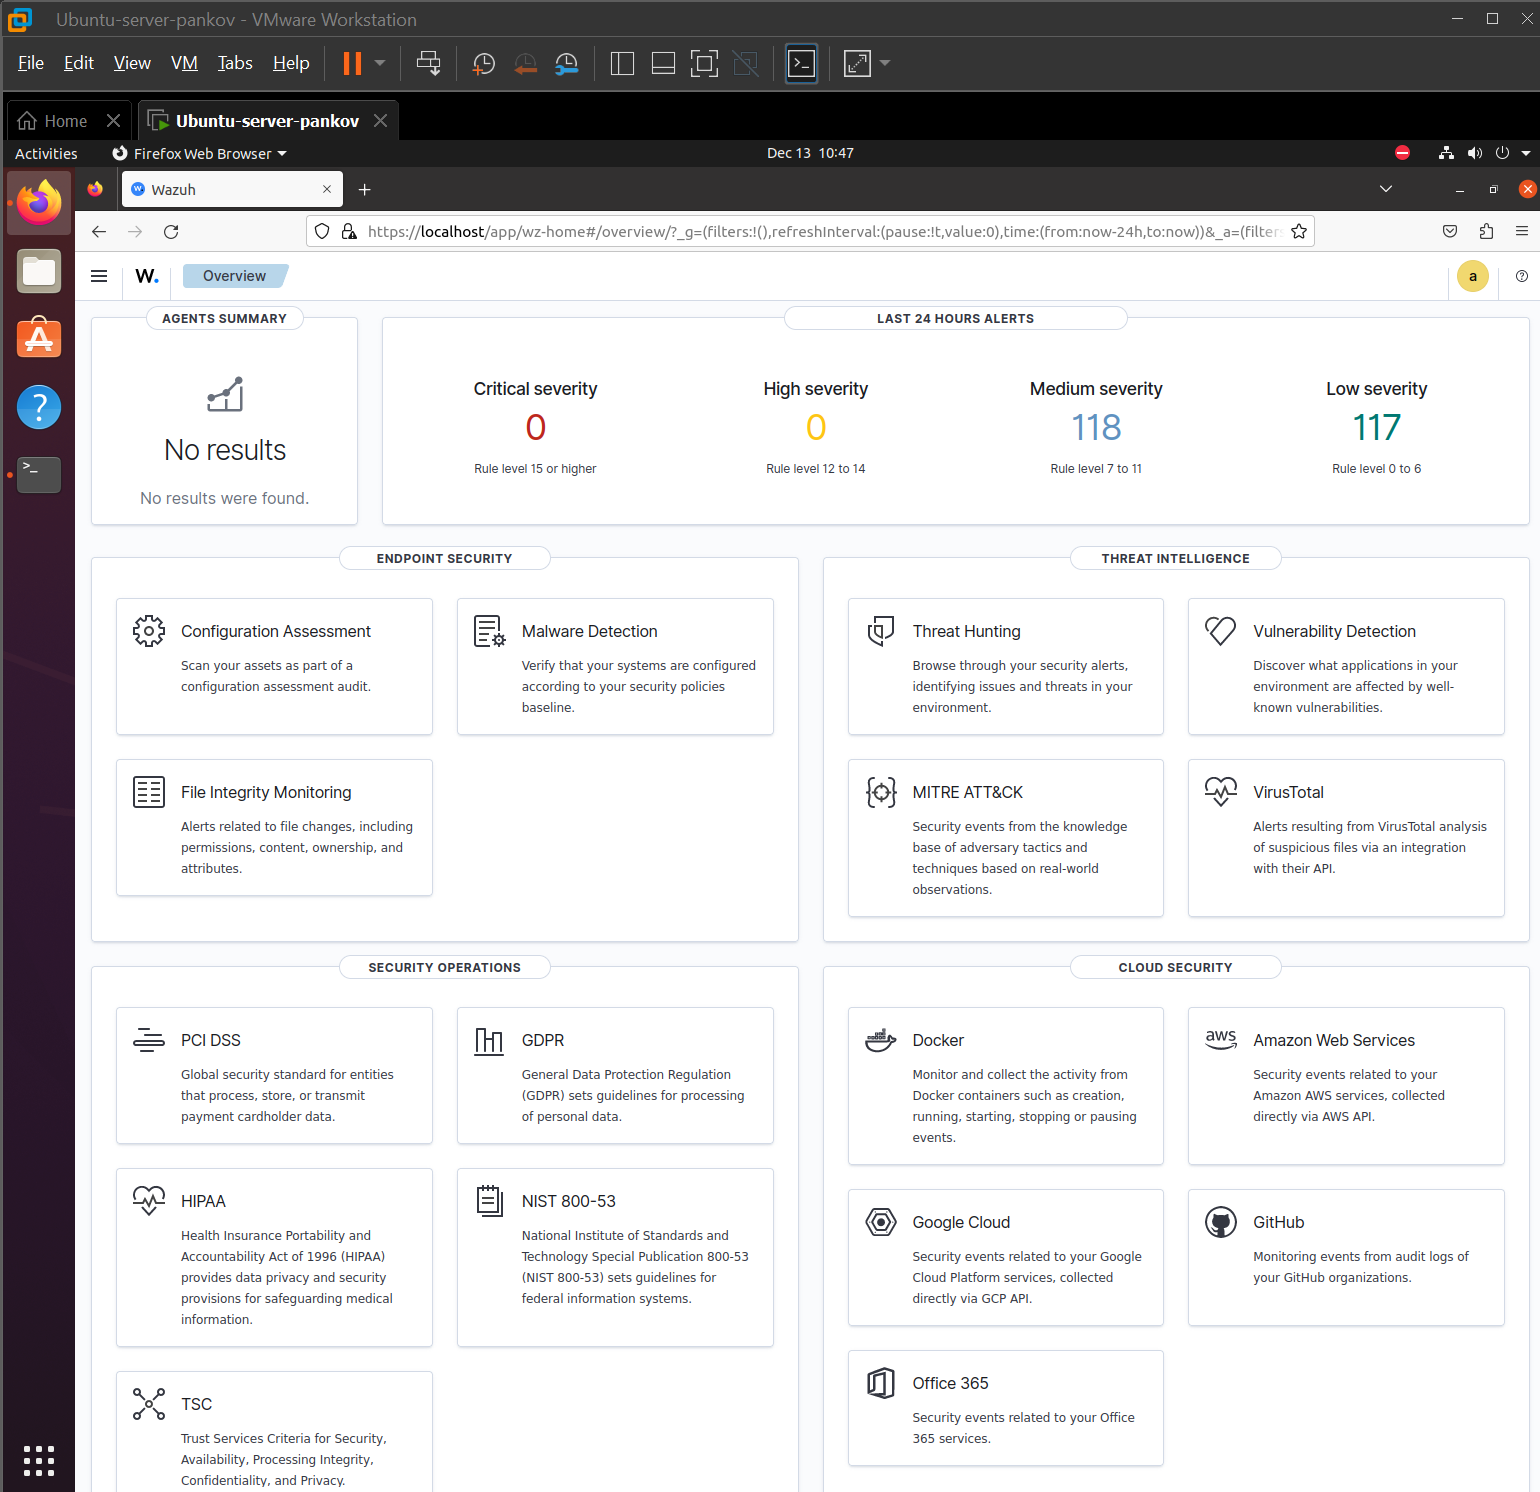 Ubuntu-server-pankov - VMware Workstation
File Edit View VM Tabs Help
Home
Ubuntu-server-pankov
Activities
Firefox Web Browser
Dec 13 10:47
Wazuh
https://localhost/app/wz-home#/overview/?_g=(filters:!(),refreshInterval:(pause:!t,value:0),time:(from:now-24h,to:now))&_a=(filters
W.
Overview
a
AGENTS SUMMARY
No results
No results were found.
LAST 24 HOURS ALERTS
Critical severity
0
Rule level 15 or higher
High severity
0
Rule level 12 to 14
Medium severity
118
Rule level 7 to 11
Low severity
117
Rule level 0 to 6
ENDPOINT SECURITY
Configuration Assessment
Scan your assets as part of a
configuration assessment audit.
Malware Detection
Verify that your systems are configured
according to your security policies
baseline.
File Integrity Monitoring
Alerts related to file changes, including
permissions, content, ownership, and
attributes.
THREAT INTELLIGENCE
Threat Hunting
Browse through your security alerts,
identifying issues and threats in your
environment.
Vulnerability Detection
Discover what applications in your
environment are affected by well-
known vulnerabilities.
MITRE ATT&CK
Security events from the knowledge
base of adversary tactics and
techniques based on real-world
observations.
VirusTotal
Alerts resulting from VirusTotal analysis
of suspicious files via an integration
with their API.
SECURITY OPERATIONS
PCI DSS
Global security standard for entities
that process, store, or transmit
payment cardholder data.
GDPR
General Data Protection Regulation
(GDPR) sets guidelines for processing
of personal data.
HIPAA
Health Insurance Portability and
Accountability Act of 1996 (HIPAA)
provides data privacy and security
provisions for safeguarding medical
information.
NIST 800-53
National Institute of Standards and
Technology Special Publication 800-53
(NIST 800-53) sets guidelines for
federal information systems.
TSC
Trust Services Criteria for Security,
Availability, Processing Integrity,
Confidentiality, and Privacy.
CLOUD SECURITY
Docker
Monitor and collect the activity from
Docker containers such as creation,
running, starting, stopping or pausing
events.
aws
Amazon Web Services
Security events related to your
Amazon AWS services, collected
directly via AWS API.
Google Cloud
Security events related to your Google
Cloud Platform services, collected
directly via GCP API.
GitHub
Monitoring events from audit logs of
your GitHub organizations.
Office 365
Security events related to your Office
365 services.